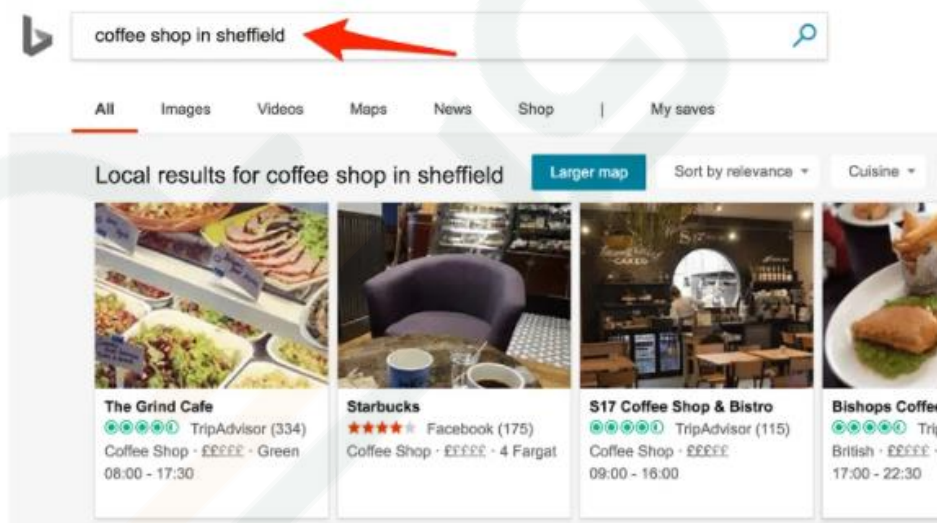 coffee shop in sheffield
All Images Videos Maps News Shop | My saves
Local results for coffee shop in sheffield Larger map Sort by relevance Cuisine
The Grind Cafe
TripAdvisor (334)
Coffee Shop · £££££ · Green
08:00 - 17:30
Starbucks
Facebook (175)
Coffee Shop · £££££ · 4 Fargat
S17 Coffee Shop & Bistro
TripAdvisor (115)
Coffee Shop · £££££
09:00 - 16:00
Bishops Coffee
Trip
British · £££££ ·
17:00 - 22:30